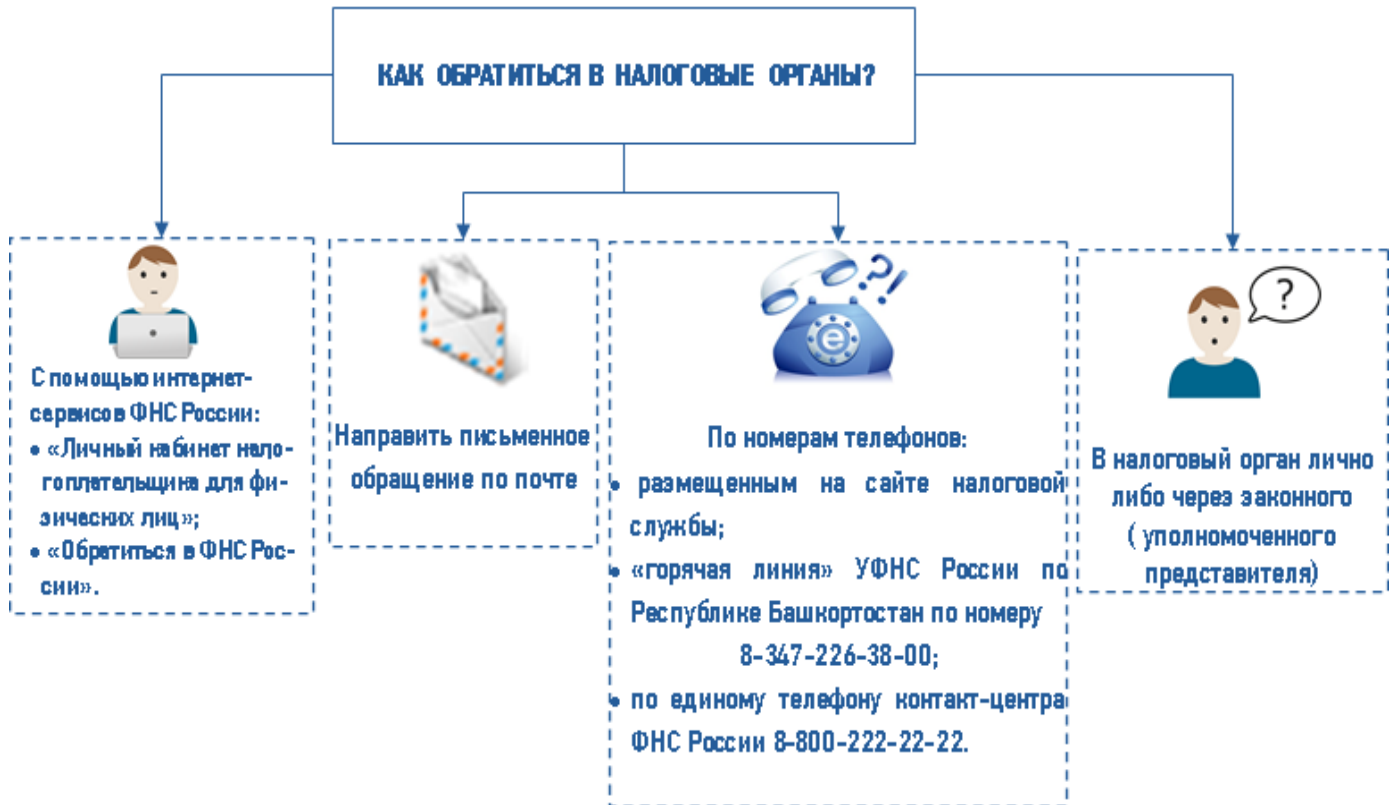 КАК ОБРАТИТЬСЯ В НАЛОГОВЫЕ ОРГАНЫ?
С помощью интернет-
сервисов ФНС России:
• «Личный кабинет нало-
гоплательщика для фи-
зических лиц»;
• «Обратиться в ФНС Рос-
сии».
Направить письменное
обращение по почте
?!
e
По номерам телефонов:
• размещенным на сайте налоговой
службы;
• «горячая линия» УФНС России по
Республике Башкортостан по номеру
8-347-226-38-00;
• по единому телефону контакт-центра
ФНС России 8-800-222-22-22.
?
В налоговый орган лично
либо через законного
( уполномоченного
представителя)